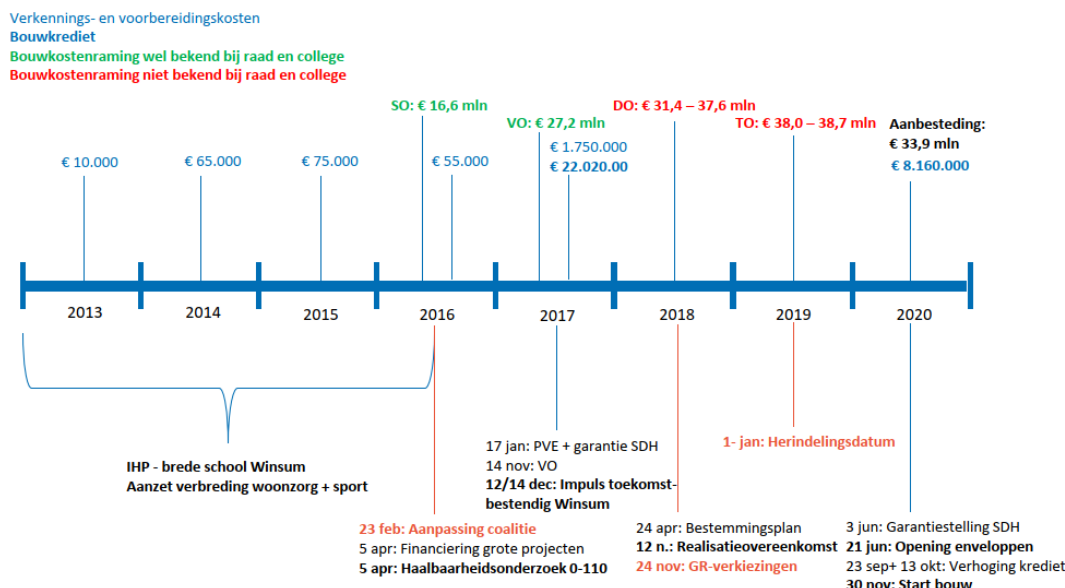 Verkennings- en voorbereidingskosten
Bouwkrediet
Bouwkostenraming wel bekend bij raad en college
Bouwkostenraming niet bekend bij raad en college
SO: € 16,6 mln
DO: € 31,4 – 37,6 mln
VO: € 27,2 mln
TO: € 38,0 – 38,7 mln
Aanbesteding:
€ 33,9 mln
€ 10.000
€ 65.000
€ 75.000
€ 55.000
€ 1.750.000
€ 22.020.00
€ 8.160.000
2013
2014
2015
2016
2017
2018
2019
2020
IHP - brede school Winsum
Aanzet verbreding woonzorg + sport
23 feb: Aanpassing coalitie
5 apr: Financiering grote projecten
5 apr: Haalbaarheidsonderzoek 0-110
17 jan: PVE + garantie SDH
14 nov: VO
12/14 dec: Impuls toekomst-
bestendig Winsum
24 apr: Bestemmingsplan
12 n.: Realisatieovereenkomst
24 nov: GR-verkiezingen
1- jan: Herindelingsdatum
3 jun: Garantiestelling SDH
21 jun: Opening enveloppen
23 sep+ 13 okt: Verhoging krediet
30 nov: Start bouw